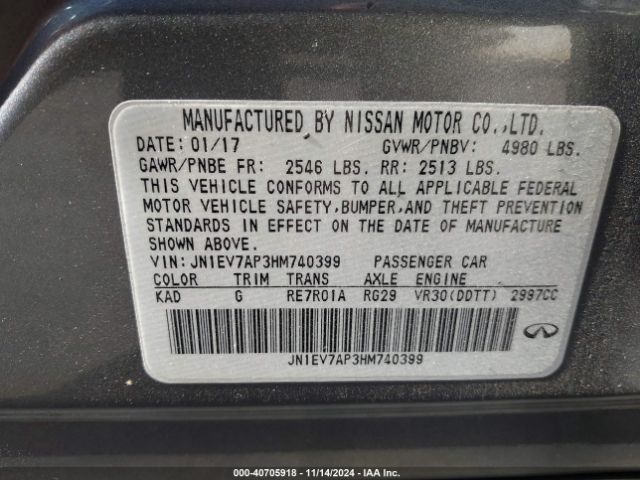 MANUFACTURED BY NISSAN MOTOR CO.,LTD.
DATE: 01/17 GVWR/PNBV: 4980 LBS.
GAWR/PNBE FR: 2546 LBS. RR: 2513 LBS.
THIS VEHICLE CONFORMS TO ALL APPLICABLE FEDERAL
MOTOR VEHICLE SAFETY,BUMPER,AND THEFT PREVENTION
STANDARDS IN EFFECT ON THE DATE OF MANUFACTURE
SHOWN ABOVE.
VIN:JN1EV7AP3HM740399 PASSENGER CAR
COLOR TRIM TRANS AXLE ENGINE
KAD G RE7R01A RG29 VR30(DDTT) 2997CC
JN1EV7AP3HM740399
000-40705918 - 11/14/2024 - IAA Inc.